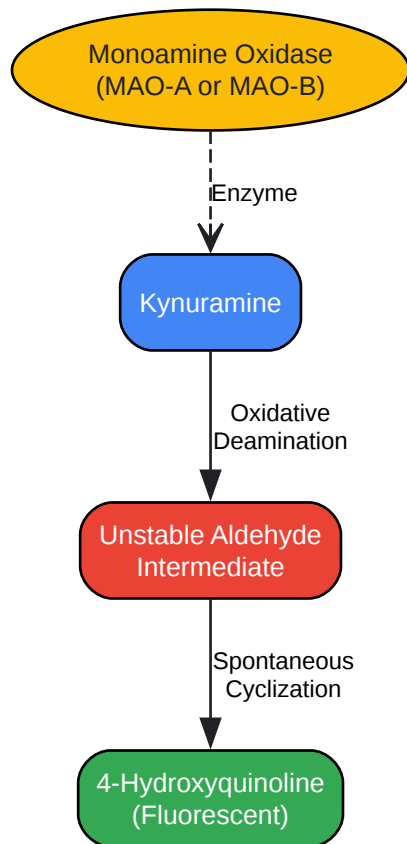 Monoamine Oxidase
(MAO-A or MAO-B)
Enzyme
Kynuramine
Oxidative
Deamination
Unstable Aldehyde
Intermediate
Spontaneous
Cyclization
4-Hydroxyquinoline
(Fluorescent)